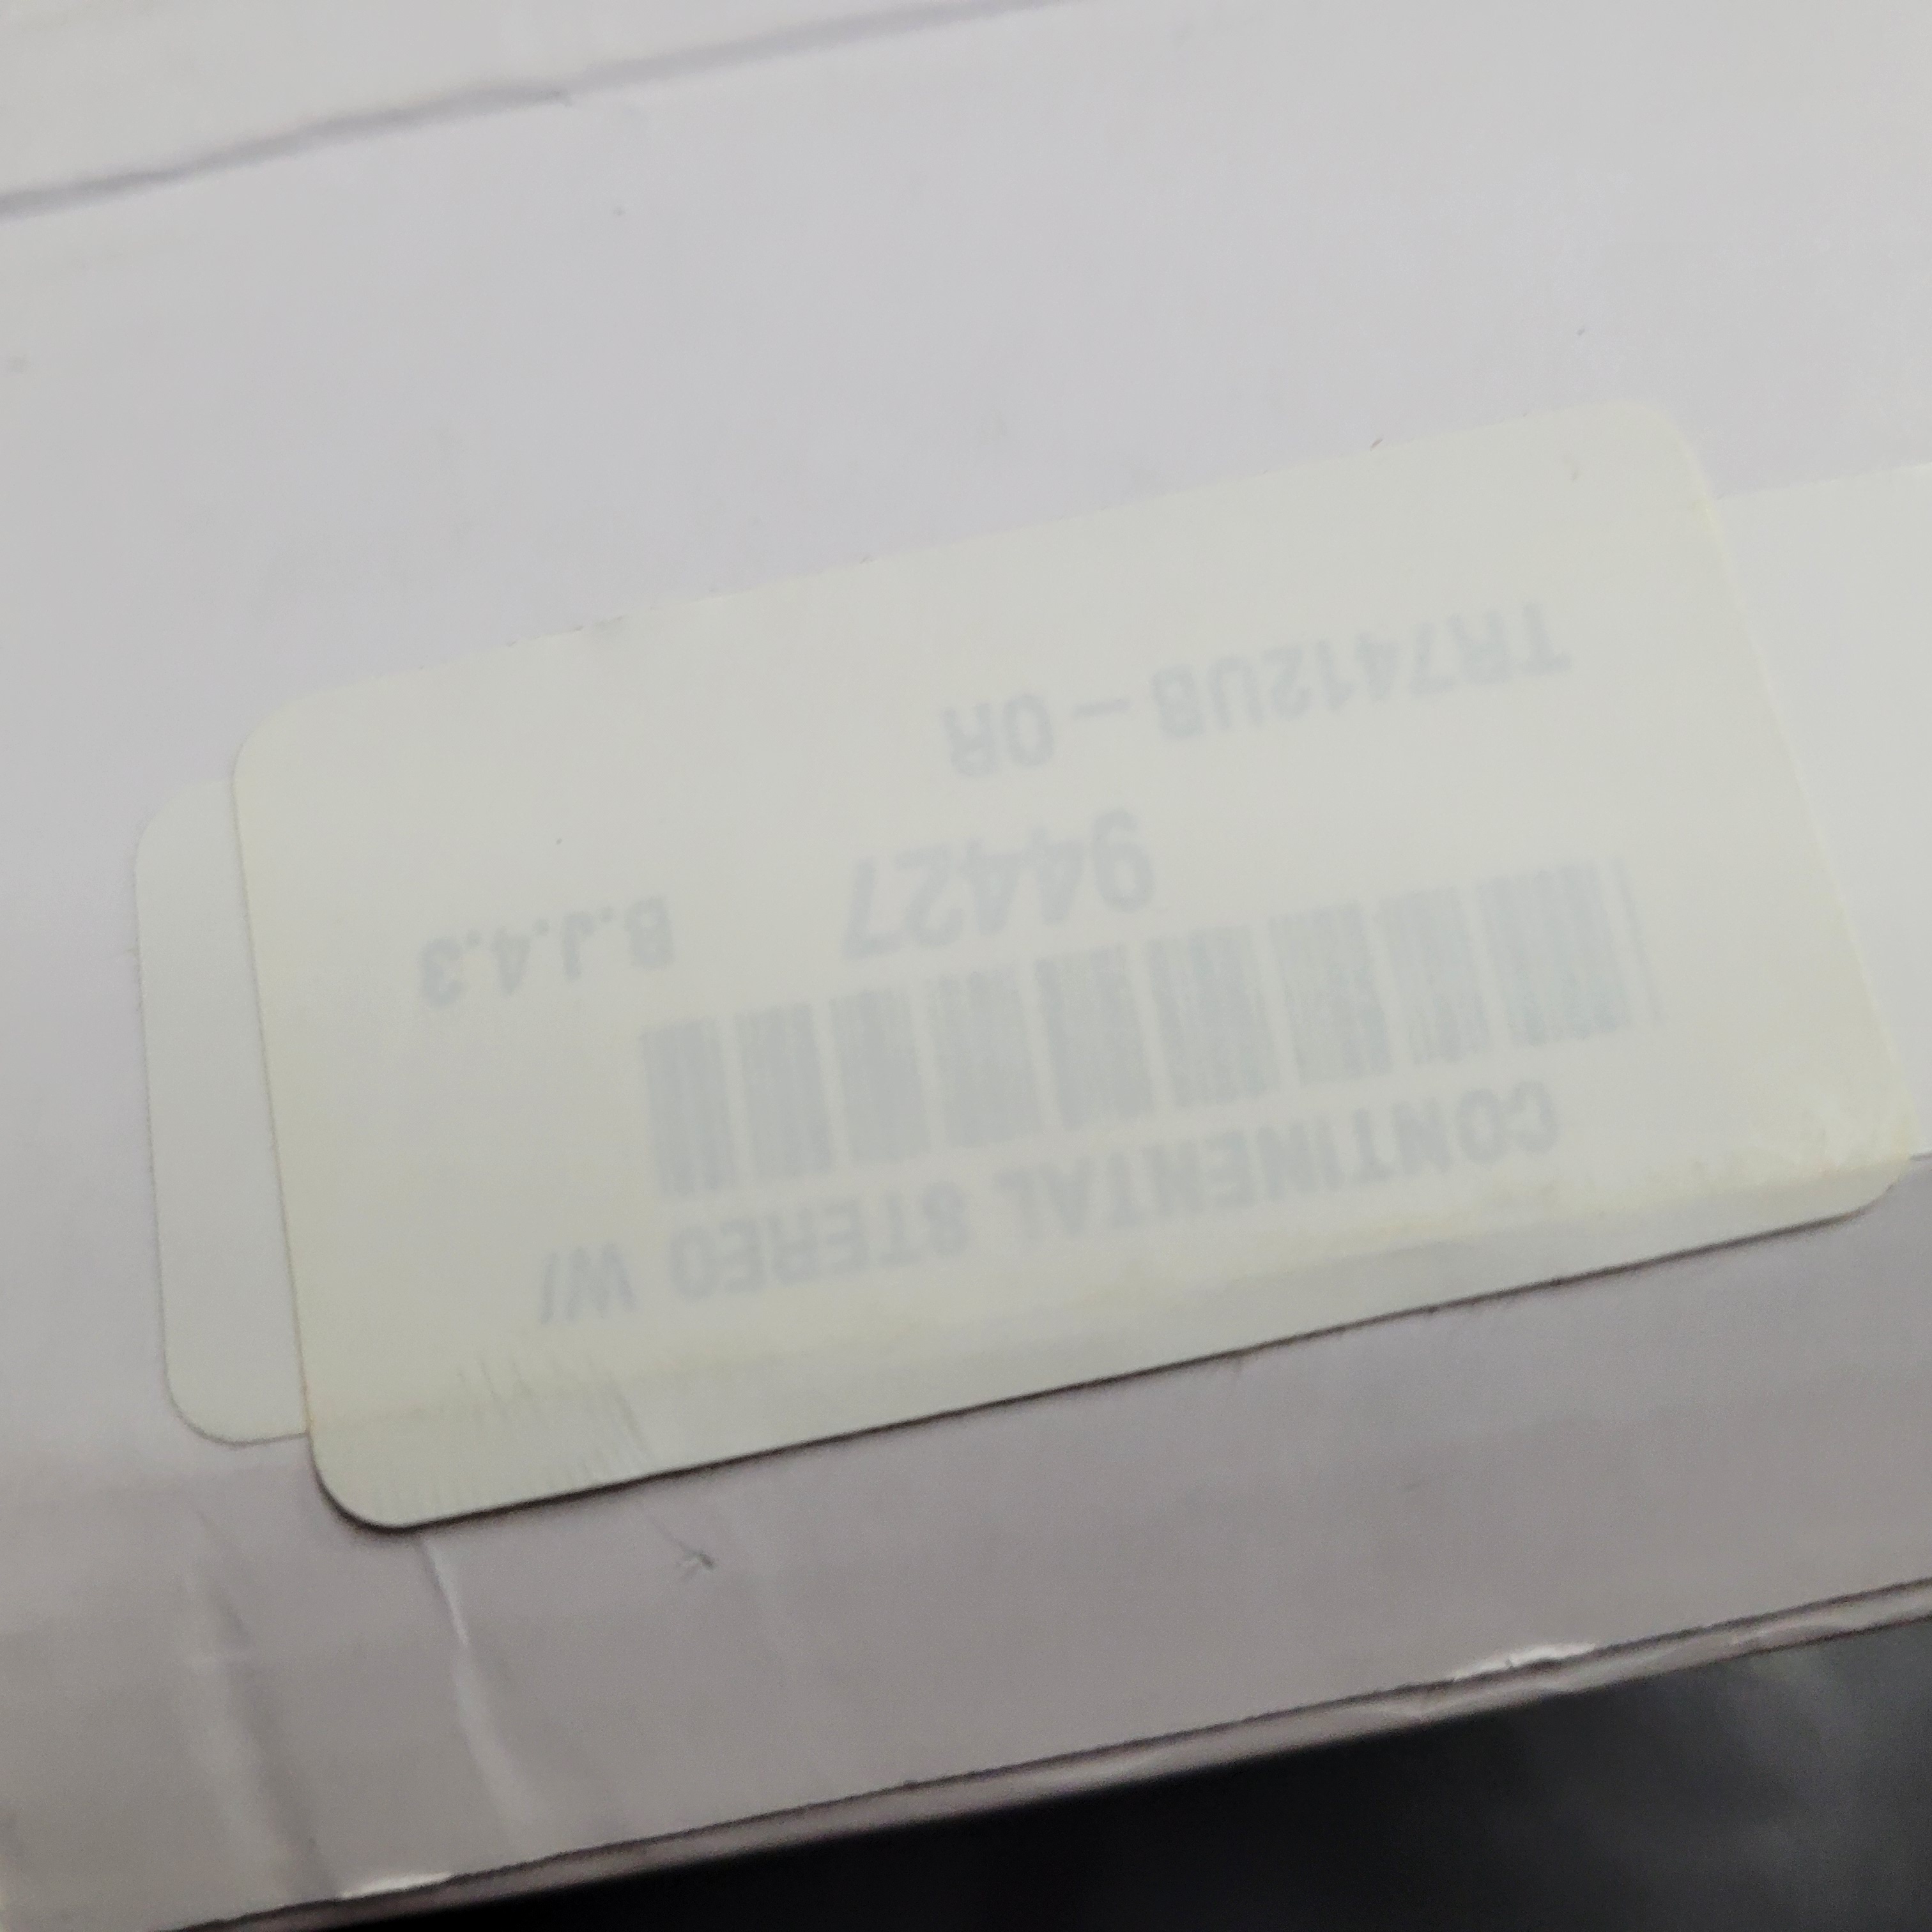 CONTINENTAL STEREO W/
94427 B.J.4.3
TR7412UB-OR